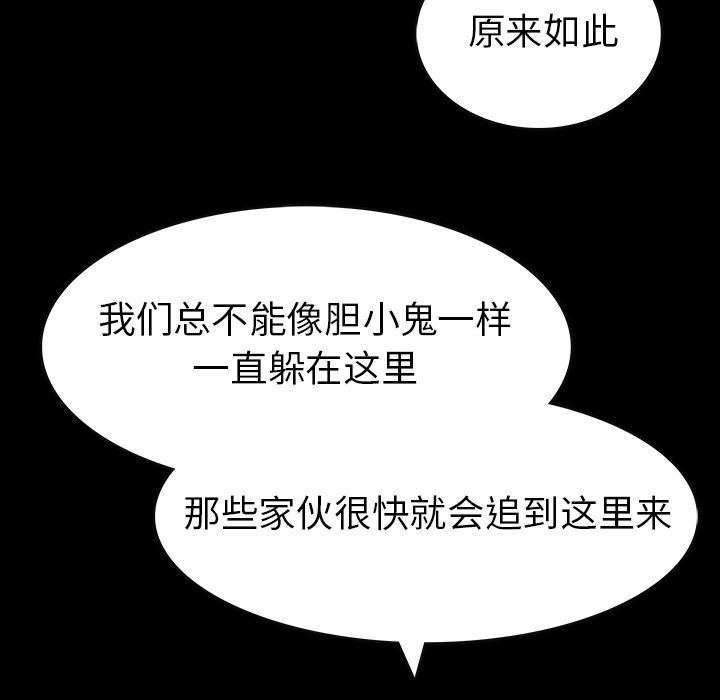 原来如此
我们总不能像胆小鬼一样
一直躲在这里
那些家伙很快就会追到这里来